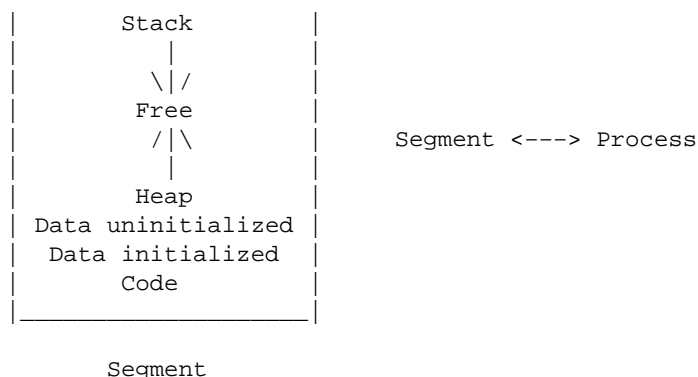 Stack
Free
Segment <---> Process
Heap
Data uninitialized
Data initialized
Code
Segment